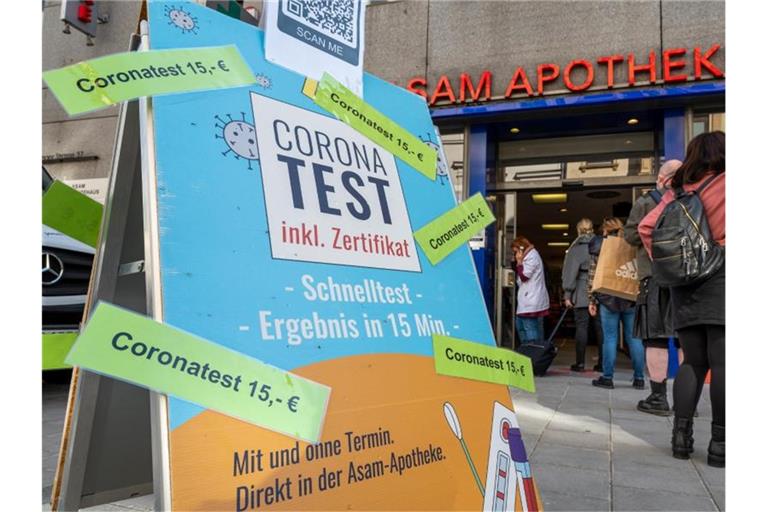 SCAN ME
SAM APOTHEK
Coronatest 15,- €
Coronatest 15,- €
Coronatest 15,- €
CORONA
TEST
inkl. Zertifikat
- Schnelltest -
- Ergebnis in 15 Min. -
adidas
Coronatest 15,- €
Coronatest 15,- €
Mit und ohne Termin.
Direkt in der Asam-Apotheke.